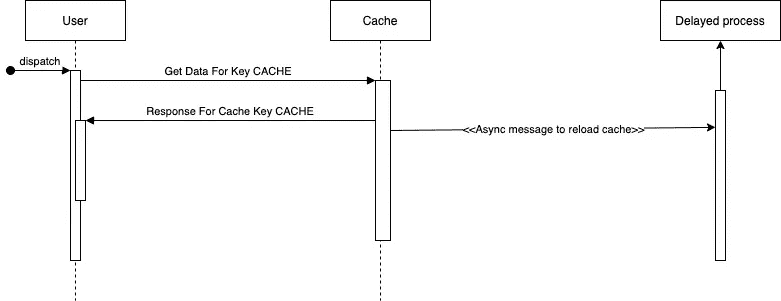 User
Cache
Delayed process
dispatch
Get Data For Key CACHE
Response For Cache Key CACHE
<<Async message to reload cache>>